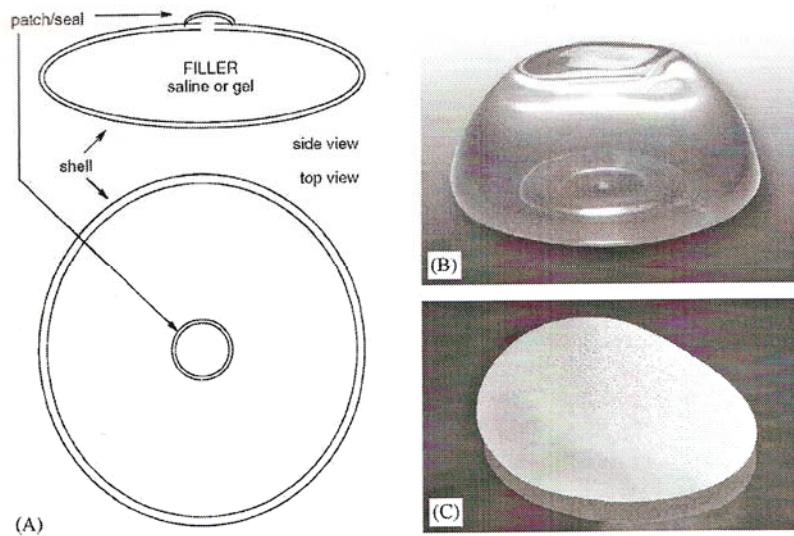 patch/seal
FILLER
saline or gel
side view
shell
top view
(A)
(B)
(C)